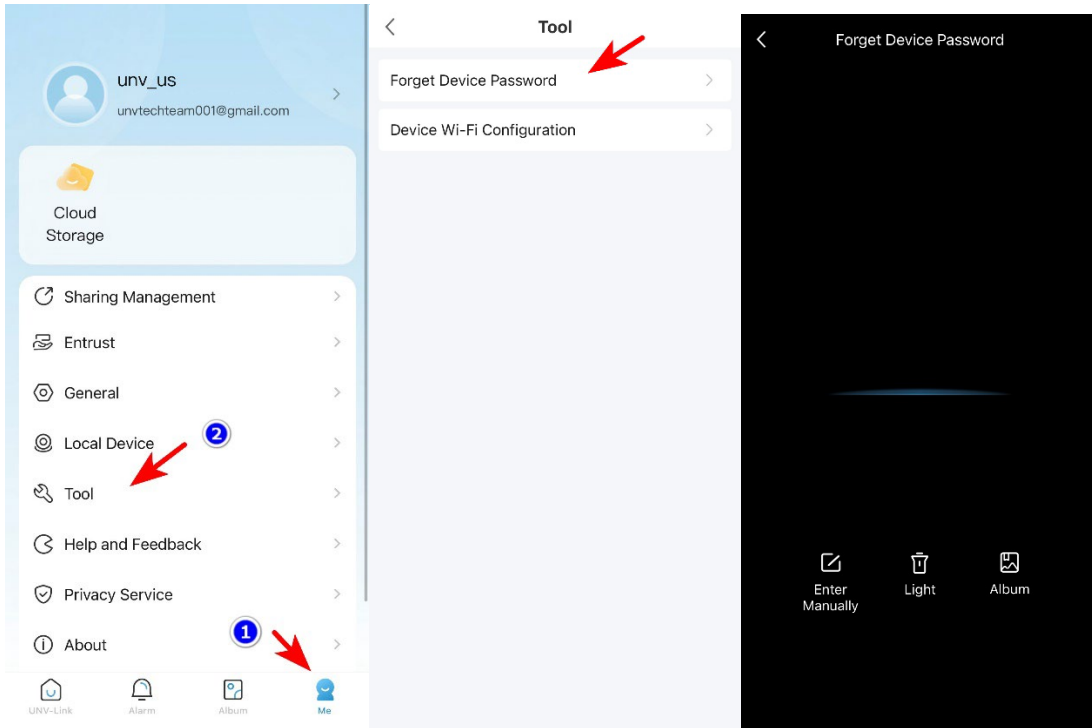 unv_us
unvtechteam001@gmail.com
Cloud
Storage
Sharing Management
Entrust
General
Local Device
2
Tool
Help and Feedback
Privacy Service
1
About
UNV-Link
Alarm
Album
Me
Tool
Forget Device Password
Device Wi-Fi Configuration
Forget Device Password
Enter
Manually
Light
Album